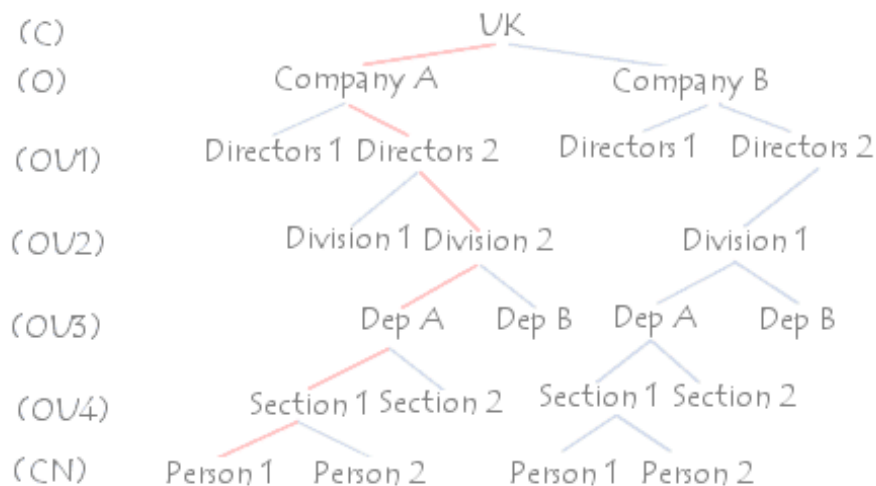 (C) UK
(O) Company A Company B
(OU1) Directors 1 Directors 2 Directors 1 Directors 2
(OU2) Division 1 Division 2 Division 1
(OU3) Dep A Dep B Dep A Dep B
(OU4) Section 1 Section 2 Section 1 Section 2
(CN) Person 1 Person 2 Person 1 Person 2